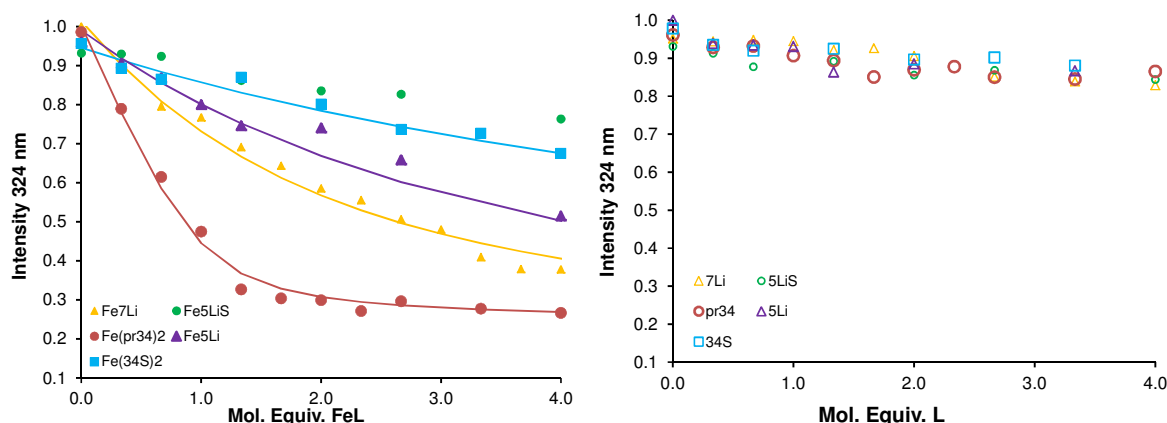 1.0
0.9
0.8
0.7
0.6
0.5
0.4
0.3
0.2
0.1
Intensity 324 nm
Fe7Li
Fe5LiS
Fe(pr34)2
Fe5Li
Fe(34S)2
0.0
1.0
2.0
3.0
4.0
Mol. Equiv. FeL
1.0
0.9
0.8
0.7
0.6
0.5
0.4
0.3
0.2
0.1
Intensity 324 nm
7Li
5LiS
pr34
5Li
34S
0.0
1.0
2.0
3.0
4.0
Mol. Equiv. L